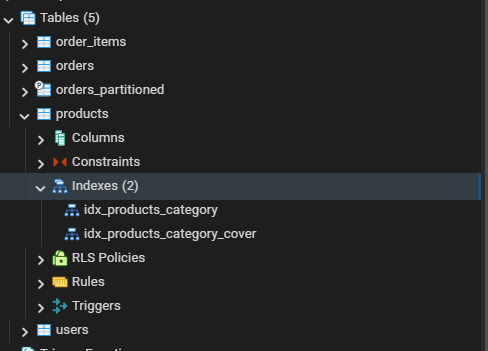 Tables (5)
order_items
orders
orders_partitioned
products
Columns
Constraints
Indexes (2)
idx_products_category
idx_products_category_cover
RLS Policies
Rules
Triggers
users